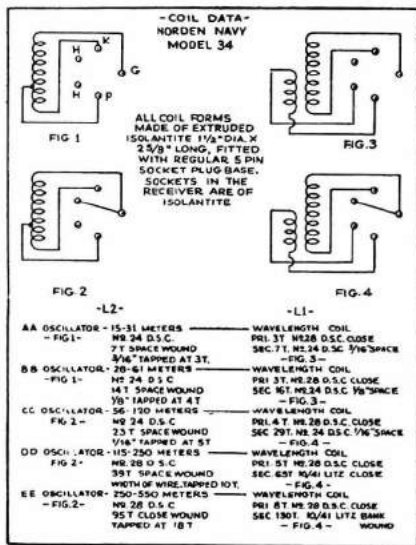 -COIL DATA-
NORDEN NAVY
MODEL 34
K
H
G
H
P
FIG 1
FIG.3
ALL COIL FORMS
MADE OF EXTRUDED
ISOLANTITE 1 1/2" DIA. X
2 5/8" LONG, FITTED
WITH REGULAR 5 PIN
SOCKET PLUG BASE.
SOCKETS IN THE
RECEIVER ARE OF
ISOLANTITE
FIG.2
FIG.4
-L2- -L1-
AA OSCILLATOR - 15-31 METERS — WAVELENGTH COIL
- FIG 1- Nº 24 D.S.C. PRI. 3T Nº28 D.S.C. CLOSE
7 T SPACE WOUND SEC. 7T. Nº 24 D.S.C. 3/16" SPACE
3/16" TAPPED AT 3T. - FIG. 3 -
BB OSCILLATOR - 28-61 METERS — WAVELENGTH COIL
- FIG 1- Nº 24 D S C PRI 3T. Nº.28 D.S.C CLOSE
14 T SPACE WOUND SEC 16T. Nº.24 D.S.C. 1/8" SPACE
1/8" TAPPED AT 4 T - FIG. 3 -
CC OSCILLATOR - 56-120 METERS — WAVELENGTH COIL
FIG 2 - Nº 24 D S C PRI. 4 T. Nº. 28 D.S.C. CLOSE
23 T SPACE WOUND SEC 29T. Nº. 24 D.S.C. 1/16" SPACE
1/16" TAPPED AT 5T - FIG. 4 -
DD OSCILLATOR - 115-250 METERS — WAVELENGTH COIL
FIG 2 - Nº.28 D S C. PRI 5T Nº.28 D.S.C. CLOSE
39T SPACE WOUND SEC. 65T 10/41 LITZ CLOSE
WIDTH OF WIRE, TAPPED 10T. - FIG. 4 -
EE OSCILLATOR - 250-550 METERS — WAVELENGTH COIL
- FIG.2- Nº.28 D S C PRI 8T. Nº.28 D.S.C. CLOSE
95T CLOSE WOUND SEC 130T. 10/41 LITZ BANK
TAPPED AT 18 T - FIG. 4 - WOUND